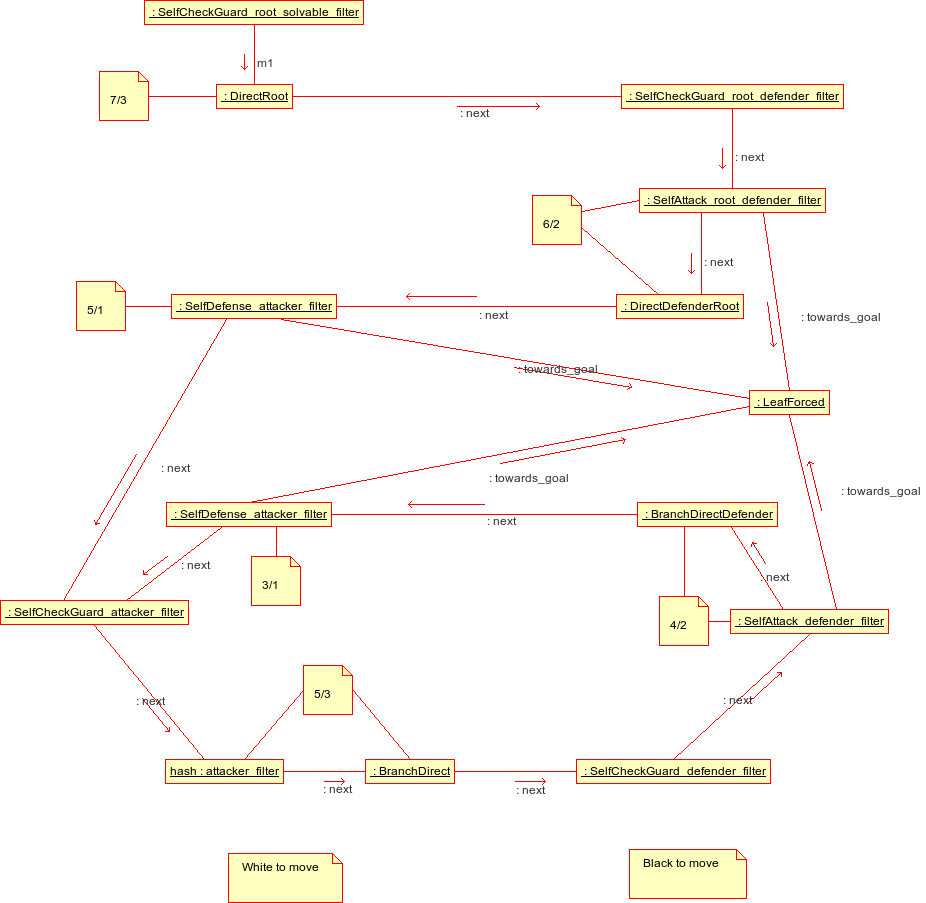 : SelfCheckGuard_root_solvable_filter
m1
7/3
: DirectRoot
: SelfCheckGuard_root_defender_filter
: next
: next
: SelfAttack_root_defender_filter
6/2
: next
5/1
: SelfDefense_attacker_filter
: DirectDefenderRoot
: next
: towards_goal
: towards_goal
: LeafForced
: next
: towards_goal
: towards_goal
: SelfDefense_attacker_filter
: BranchDirectDefender
: next
: next
: next
3/1
: SelfCheckGuard_attacker_filter
4/2
: SelfAttack_defender_filter
5/3
: next
: next
hash : attacker_filter
: BranchDirect
: SelfCheckGuard_defender_filter
: next
: next
White to move
Black to move